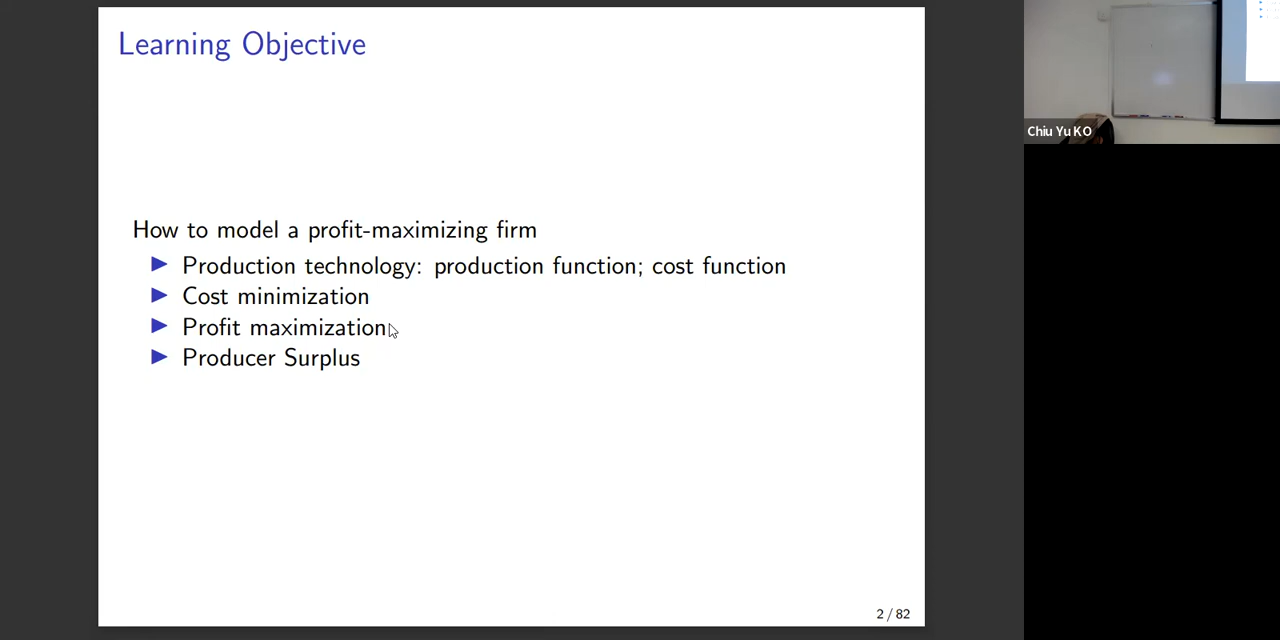 Learning Objective
How to model a profit-maximizing firm
Production technology: production function; cost function
Cost minimization
Profit maximization
Producer Surplus
2 / 82
Chiu Yu KO